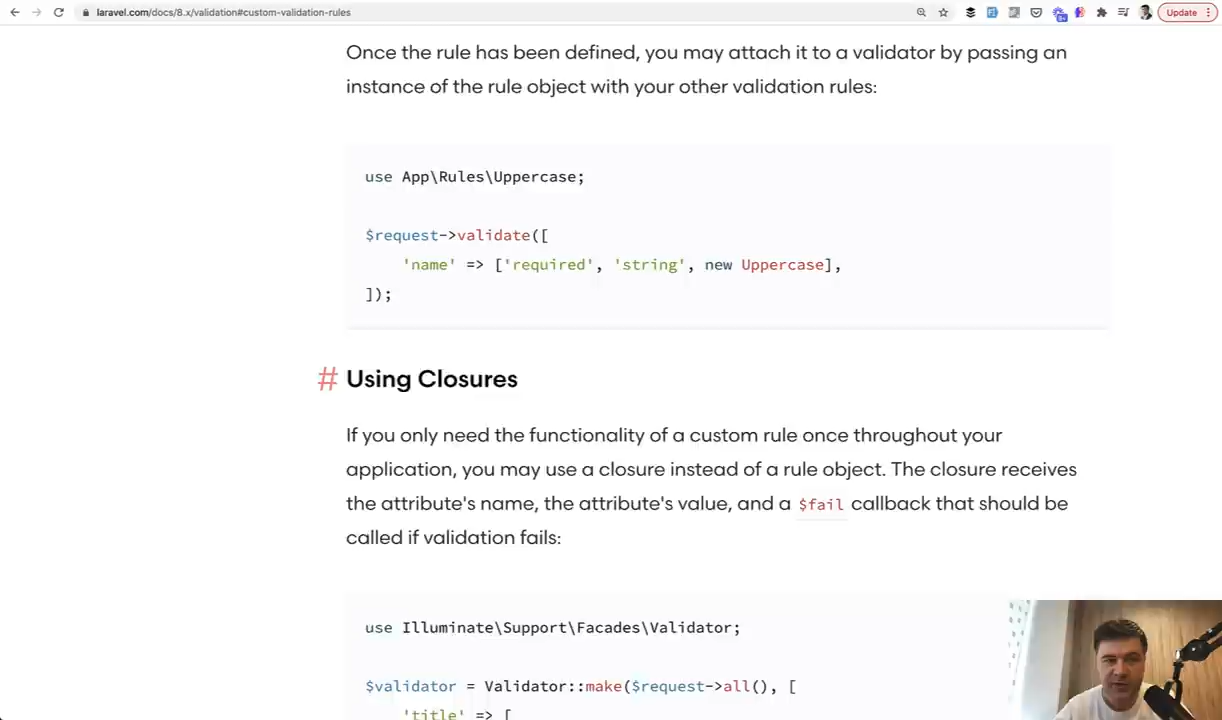 laravel.com/docs/8.x/validation#custom-validation-rules
Update
Once the rule has been defined, you may attach it to a validator by passing an
instance of the rule object with your other validation rules:
use App\Rules\Uppercase;
$request->validate([
'name' => ['required', 'string', new Uppercase],
]);
# Using Closures
If you only need the functionality of a custom rule once throughout your
application, you may use a closure instead of a rule object. The closure receives
the attribute's name, the attribute's value, and a $fail callback that should be
called if validation fails:
use Illuminate\Support\Facades\Validator;
$validator = Validator::make($request->all(), [
'title' => [